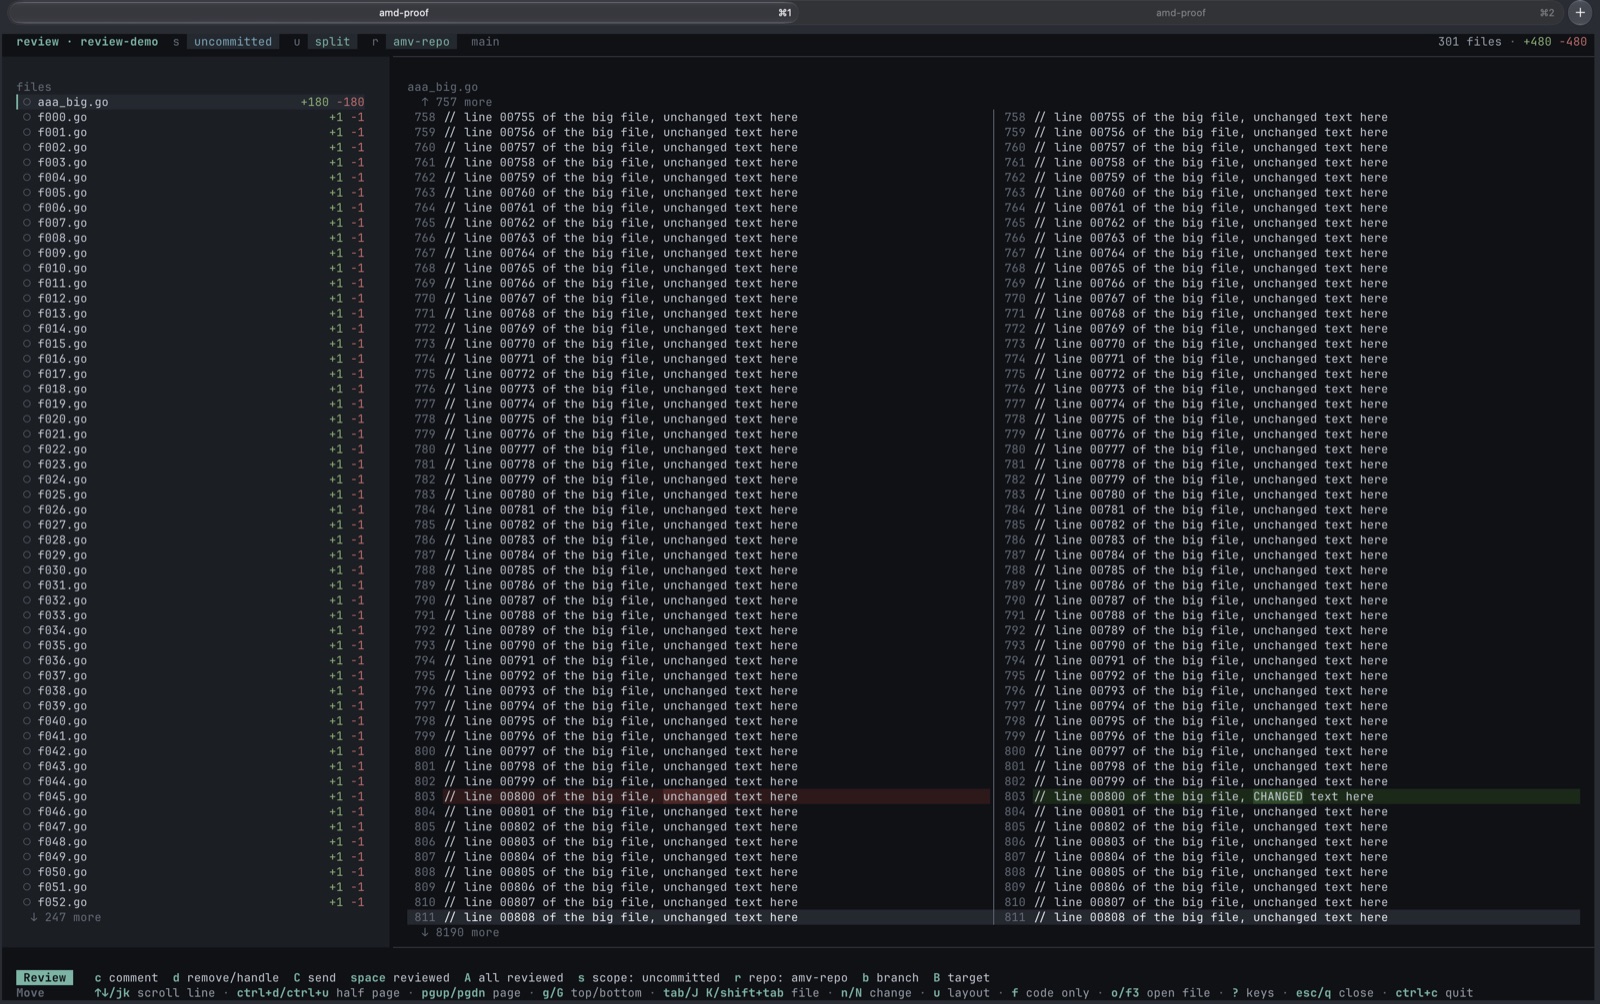 amd-proof ⌘1 amd-proof ⌘2 +
review · review-demo s uncommitted u split r amv-repo main 301 files · +480 -480
files
aaa_big.go +180 -180
f000.go +1 -1
f001.go +1 -1
f002.go +1 -1
f003.go +1 -1
f004.go +1 -1
f005.go +1 -1
f006.go +1 -1
f007.go +1 -1
f008.go +1 -1
f009.go +1 -1
f010.go +1 -1
f011.go +1 -1
f012.go +1 -1
f013.go +1 -1
f014.go +1 -1
f015.go +1 -1
f016.go +1 -1
f017.go +1 -1
f018.go +1 -1
f019.go +1 -1
f020.go +1 -1
f021.go +1 -1
f022.go +1 -1
f023.go +1 -1
f024.go +1 -1
f025.go +1 -1
f026.go +1 -1
f027.go +1 -1
f028.go +1 -1
f029.go +1 -1
f030.go +1 -1
f031.go +1 -1
f032.go +1 -1
f033.go +1 -1
f034.go +1 -1
f035.go +1 -1
f036.go +1 -1
f037.go +1 -1
f038.go +1 -1
f039.go +1 -1
f040.go +1 -1
f041.go +1 -1
f042.go +1 -1
f043.go +1 -1
f044.go +1 -1
f045.go +1 -1
f046.go +1 -1
f047.go +1 -1
f048.go +1 -1
f049.go +1 -1
f050.go +1 -1
f051.go +1 -1
f052.go +1 -1
↓ 247 more
aaa_big.go
↑ 757 more
758 // line 00755 of the big file, unchanged text here 758 // line 00755 of the big file, unchanged text here
759 // line 00756 of the big file, unchanged text here 759 // line 00756 of the big file, unchanged text here
760 // line 00757 of the big file, unchanged text here 760 // line 00757 of the big file, unchanged text here
761 // line 00758 of the big file, unchanged text here 761 // line 00758 of the big file, unchanged text here
762 // line 00759 of the big file, unchanged text here 762 // line 00759 of the big file, unchanged text here
763 // line 00760 of the big file, unchanged text here 763 // line 00760 of the big file, unchanged text here
764 // line 00761 of the big file, unchanged text here 764 // line 00761 of the big file, unchanged text here
765 // line 00762 of the big file, unchanged text here 765 // line 00762 of the big file, unchanged text here
766 // line 00763 of the big file, unchanged text here 766 // line 00763 of the big file, unchanged text here
767 // line 00764 of the big file, unchanged text here 767 // line 00764 of the big file, unchanged text here
768 // line 00765 of the big file, unchanged text here 768 // line 00765 of the big file, unchanged text here
769 // line 00766 of the big file, unchanged text here 769 // line 00766 of the big file, unchanged text here
770 // line 00767 of the big file, unchanged text here 770 // line 00767 of the big file, unchanged text here
771 // line 00768 of the big file, unchanged text here 771 // line 00768 of the big file, unchanged text here
772 // line 00769 of the big file, unchanged text here 772 // line 00769 of the big file, unchanged text here
773 // line 00770 of the big file, unchanged text here 773 // line 00770 of the big file, unchanged text here
774 // line 00771 of the big file, unchanged text here 774 // line 00771 of the big file, unchanged text here
775 // line 00772 of the big file, unchanged text here 775 // line 00772 of the big file, unchanged text here
776 // line 00773 of the big file, unchanged text here 776 // line 00773 of the big file, unchanged text here
777 // line 00774 of the big file, unchanged text here 777 // line 00774 of the big file, unchanged text here
778 // line 00775 of the big file, unchanged text here 778 // line 00775 of the big file, unchanged text here
779 // line 00776 of the big file, unchanged text here 779 // line 00776 of the big file, unchanged text here
780 // line 00777 of the big file, unchanged text here 780 // line 00777 of the big file, unchanged text here
781 // line 00778 of the big file, unchanged text here 781 // line 00778 of the big file, unchanged text here
782 // line 00779 of the big file, unchanged text here 782 // line 00779 of the big file, unchanged text here
783 // line 00780 of the big file, unchanged text here 783 // line 00780 of the big file, unchanged text here
784 // line 00781 of the big file, unchanged text here 784 // line 00781 of the big file, unchanged text here
785 // line 00782 of the big file, unchanged text here 785 // line 00782 of the big file, unchanged text here
786 // line 00783 of the big file, unchanged text here 786 // line 00783 of the big file, unchanged text here
787 // line 00784 of the big file, unchanged text here 787 // line 00784 of the big file, unchanged text here
788 // line 00785 of the big file, unchanged text here 788 // line 00785 of the big file, unchanged text here
789 // line 00786 of the big file, unchanged text here 789 // line 00786 of the big file, unchanged text here
790 // line 00787 of the big file, unchanged text here 790 // line 00787 of the big file, unchanged text here
791 // line 00788 of the big file, unchanged text here 791 // line 00788 of the big file, unchanged text here
792 // line 00789 of the big file, unchanged text here 792 // line 00789 of the big file, unchanged text here
793 // line 00790 of the big file, unchanged text here 793 // line 00790 of the big file, unchanged text here
794 // line 00791 of the big file, unchanged text here 794 // line 00791 of the big file, unchanged text here
795 // line 00792 of the big file, unchanged text here 795 // line 00792 of the big file, unchanged text here
796 // line 00793 of the big file, unchanged text here 796 // line 00793 of the big file, unchanged text here
797 // line 00794 of the big file, unchanged text here 797 // line 00794 of the big file, unchanged text here
798 // line 00795 of the big file, unchanged text here 798 // line 00795 of the big file, unchanged text here
799 // line 00796 of the big file, unchanged text here 799 // line 00796 of the big file, unchanged text here
800 // line 00797 of the big file, unchanged text here 800 // line 00797 of the big file, unchanged text here
801 // line 00798 of the big file, unchanged text here 801 // line 00798 of the big file, unchanged text here
802 // line 00799 of the big file, unchanged text here 802 // line 00799 of the big file, unchanged text here
803 // line 00800 of the big file, unchanged text here 803 // line 00800 of the big file, CHANGED text here
804 // line 00801 of the big file, unchanged text here 804 // line 00801 of the big file, unchanged text here
805 // line 00802 of the big file, unchanged text here 805 // line 00802 of the big file, unchanged text here
806 // line 00803 of the big file, unchanged text here 806 // line 00803 of the big file, unchanged text here
807 // line 00804 of the big file, unchanged text here 807 // line 00804 of the big file, unchanged text here
808 // line 00805 of the big file, unchanged text here 808 // line 00805 of the big file, unchanged text here
809 // line 00806 of the big file, unchanged text here 809 // line 00806 of the big file, unchanged text here
810 // line 00807 of the big file, unchanged text here 810 // line 00807 of the big file, unchanged text here
811 // line 00808 of the big file, unchanged text here 811 // line 00808 of the big file, unchanged text here
↓ 8190 more
Review c comment d remove/handle C send space reviewed A all reviewed s scope: uncommitted r repo: amv-repo b branch B target
Move ↑↓/jk scroll line · ctrl+d/ctrl+u half page · pgup/pgdn page · g/G top/bottom · tab/J K/shift+tab file · n/N change · u layout · f code only · o/f3 open file · ? keys · esc/q close · ctrl+c quit